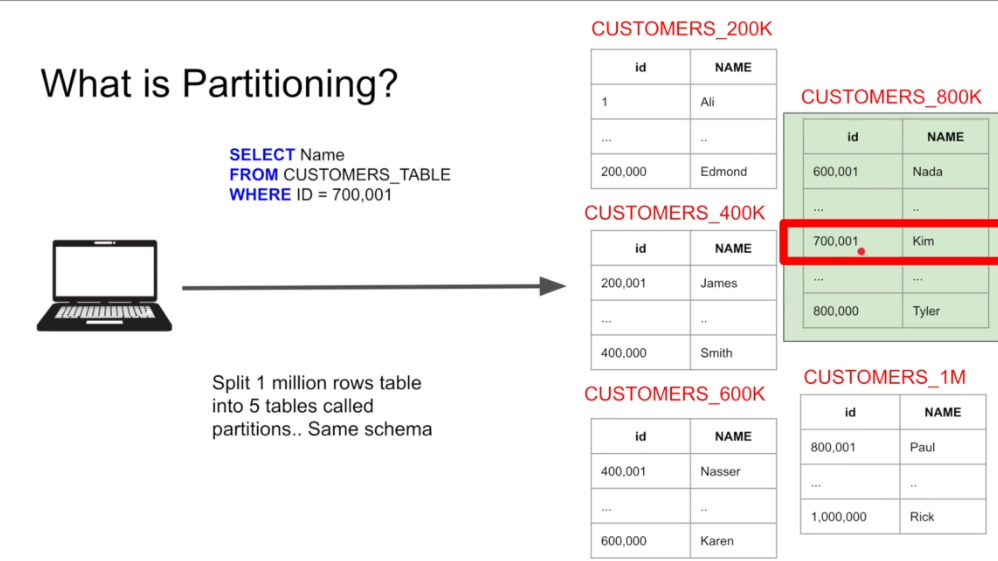 What is Partitioning?
SELECT Name
FROM CUSTOMERS_TABLE
WHERE ID = 700,001
Split 1 million rows table
into 5 tables called
partitions.. Same schema
CUSTOMERS_200K
id NAME
1 Ali
... ..
200,000 Edmond
CUSTOMERS_400K
id NAME
200,001 James
... ..
400,000 Smith
CUSTOMERS_600K
id NAME
400,001 Nasser
... ..
600,000 Karen
CUSTOMERS_800K
id NAME
600,001 Nada
... ..
700,001 Kim
... ...
800,000 Tyler
CUSTOMERS_1M
id NAME
800,001 Paul
... ..
1,000,000 Rick